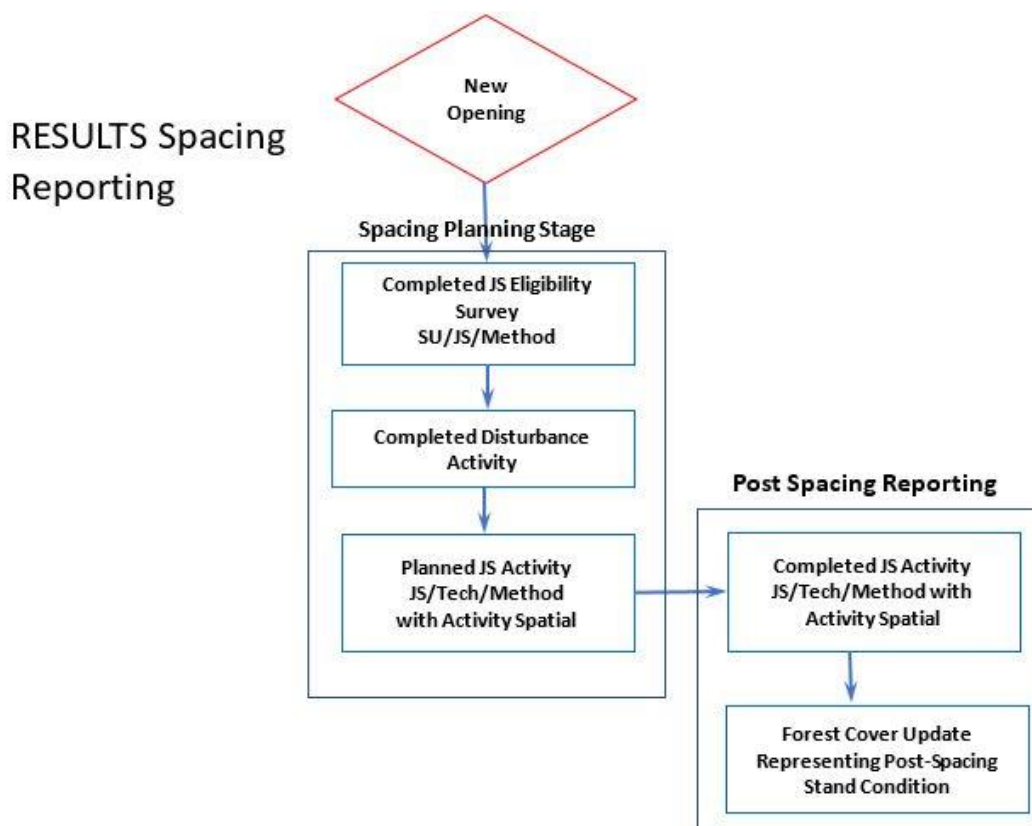 New
Opening
RESULTS Spacing
Reporting
Spacing Planning Stage
Completed JS Eligibility
Survey
SU/JS/Method
Completed Disturbance
Activity
Planned JS Activity
JS/Tech/Method
with Activity Spatial
Post Spacing Reporting
Completed JS Activity
JS/Tech/Method with
Activity Spatial
Forest Cover Update
Representing Post-Spacing
Stand Condition